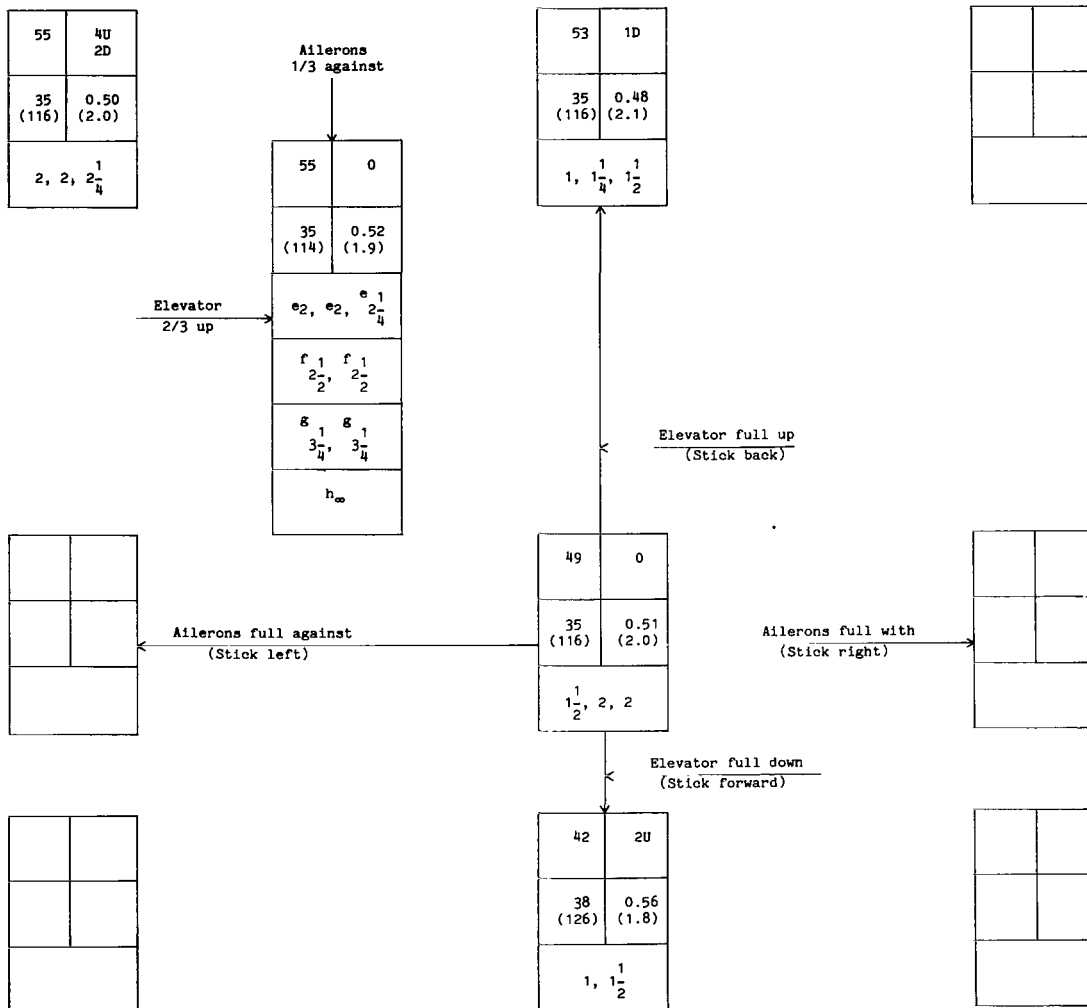 55 4U
2D
35 0.50
(116) (2.0)
2, 2, 2 1/4
Ailerons
1/3 against
55 0
35 0.52
(114) (1.9)
e2, e2, e2 1/4
f2 1/2, f2 1/2
g3 1/4, g3 1/4
h∞
Elevator
2/3 up
53 1D
35 0.48
(116) (2.1)
1, 1 1/4, 1 1/2
Elevator full up
(Stick back)
49 0
35 0.51
(116) (2.0)
1 1/2, 2, 2
Ailerons full against
(Stick left)
Ailerons full with
(Stick right)
Elevator full down
(Stick forward)
42 2U
38 0.56
(126) (1.8)
1, 1 1/2